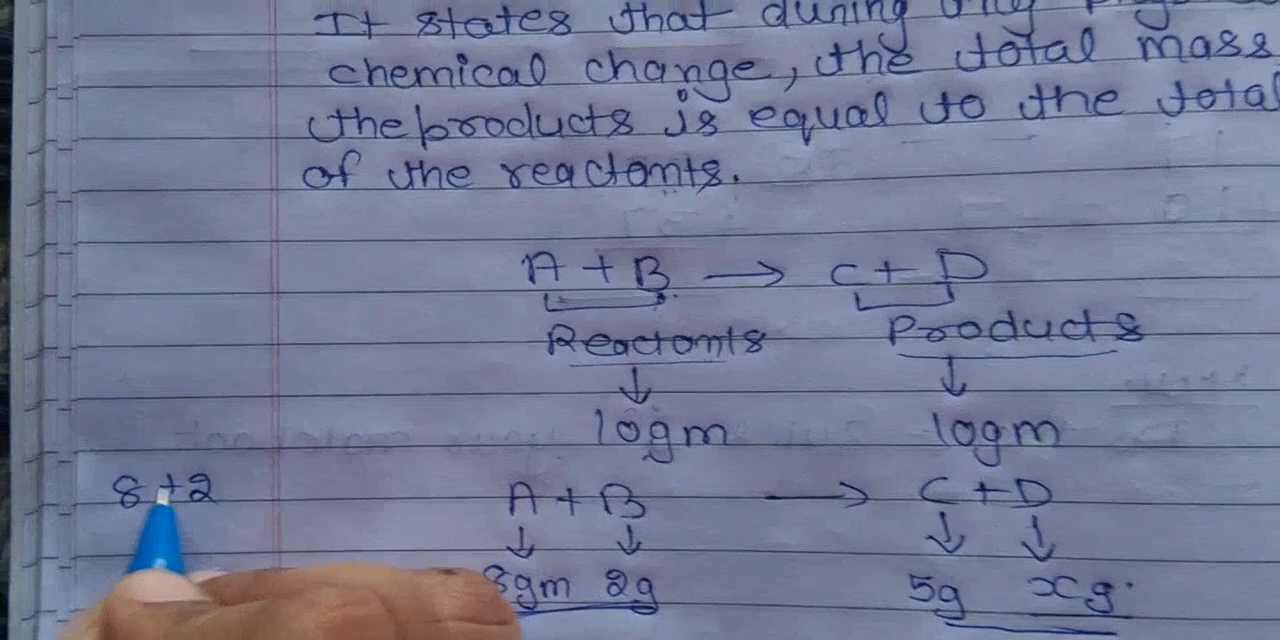 It states that during any
chemical change, the total mass
the products is equal to the total
of the reactants.
A + B → C + D
Reactants Products
↓ ↓
10gm 10gm
8+2 A + B → C + D
↓ ↓ ↓ ↓
8gm 2g 5g xg.